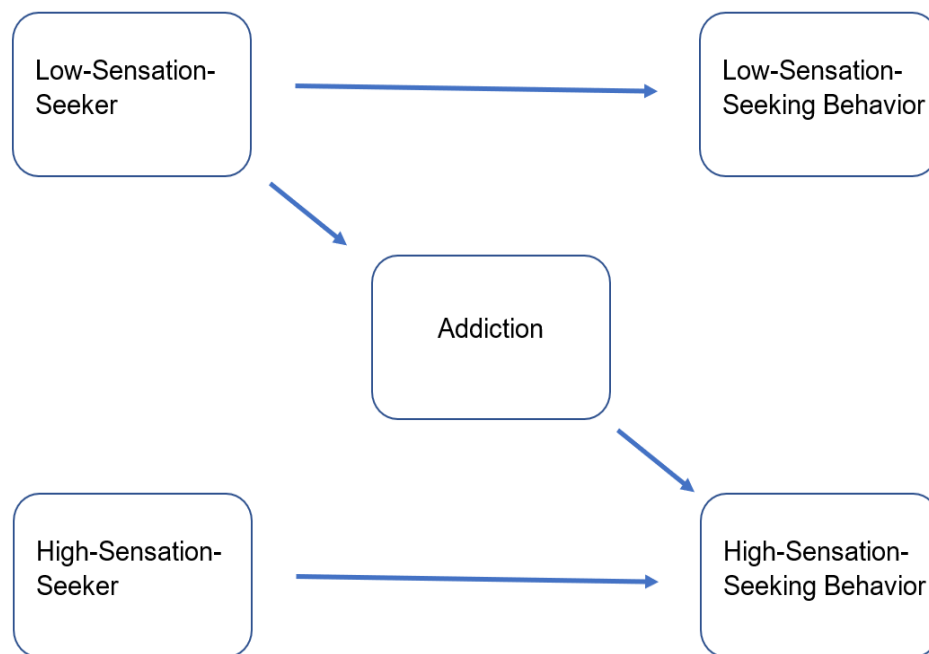 Low-Sensation-
Seeker
Low-Sensation-
Seeking Behavior
Addiction
High-Sensation-
Seeker
High-Sensation-
Seeking Behavior